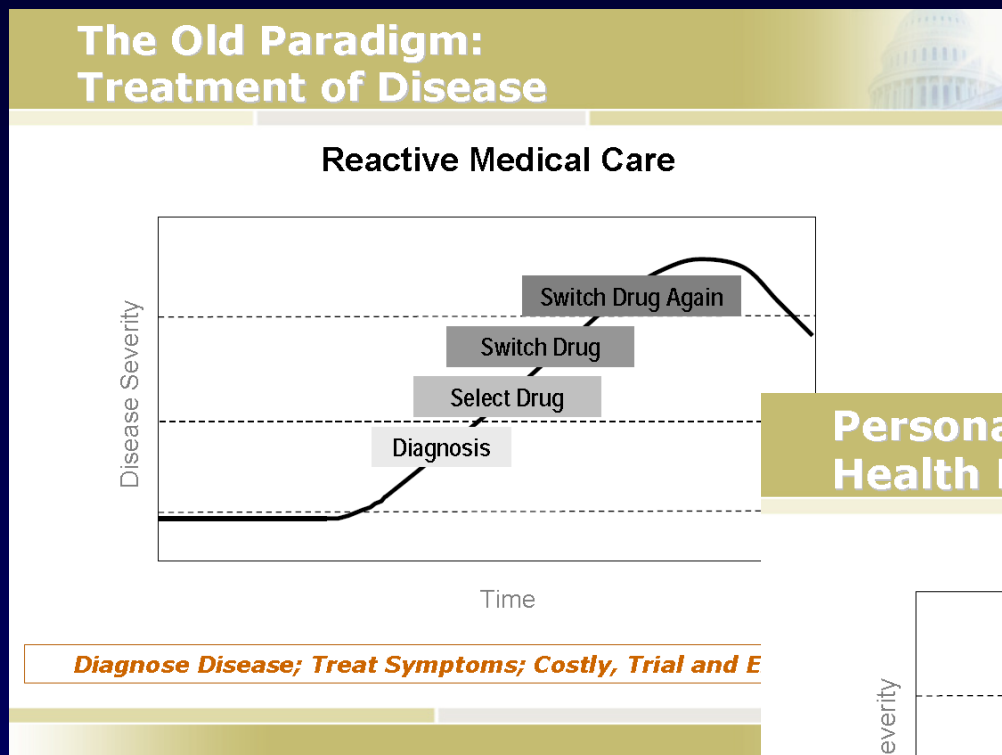 The Old Paradigm:
Treatment of Disease
Reactive Medical Care
Switch Drug Again
Switch Drug
Select Drug
Diagnosis
Disease Severity
Time
Diagnose Disease; Treat Symptoms; Costly, Trial and E
Persona
Health
everity